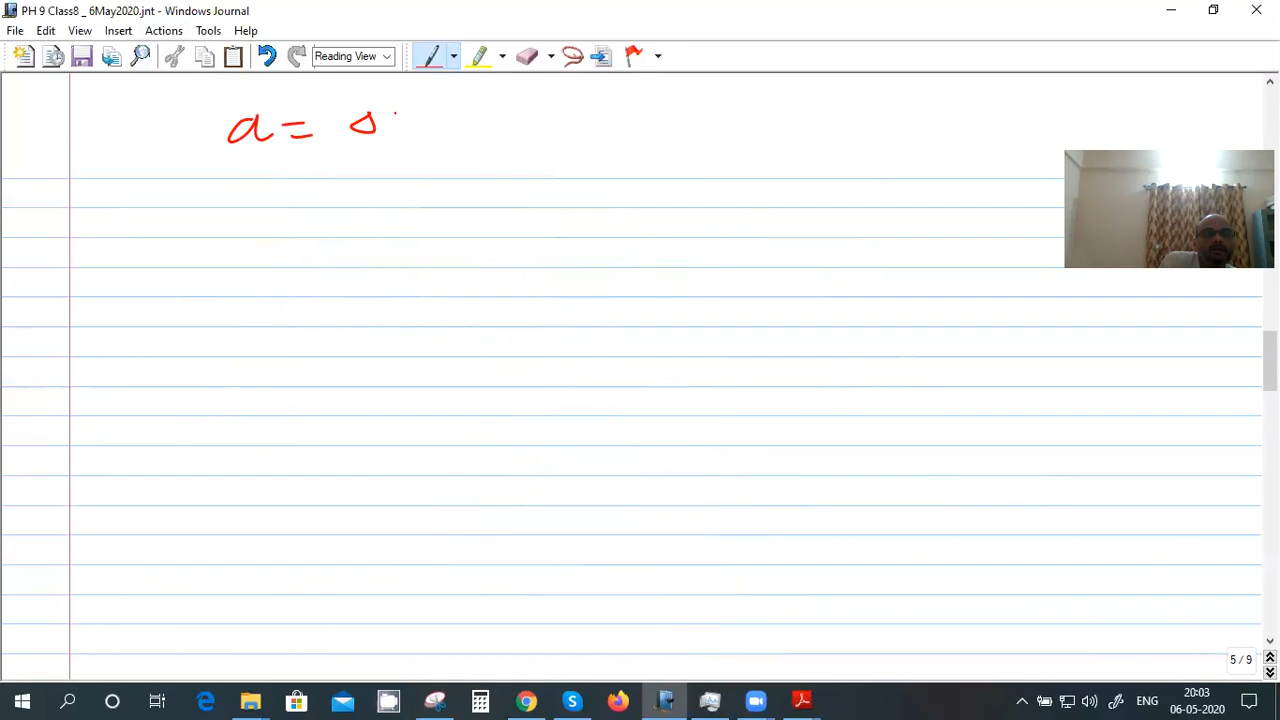 PH 9 Class8 _ 6May2020.jnt - Windows Journal
File Edit View Insert Actions Tools Help
Reading View
a = Δ
5 / 9
ENG
20:03
06-05-2020